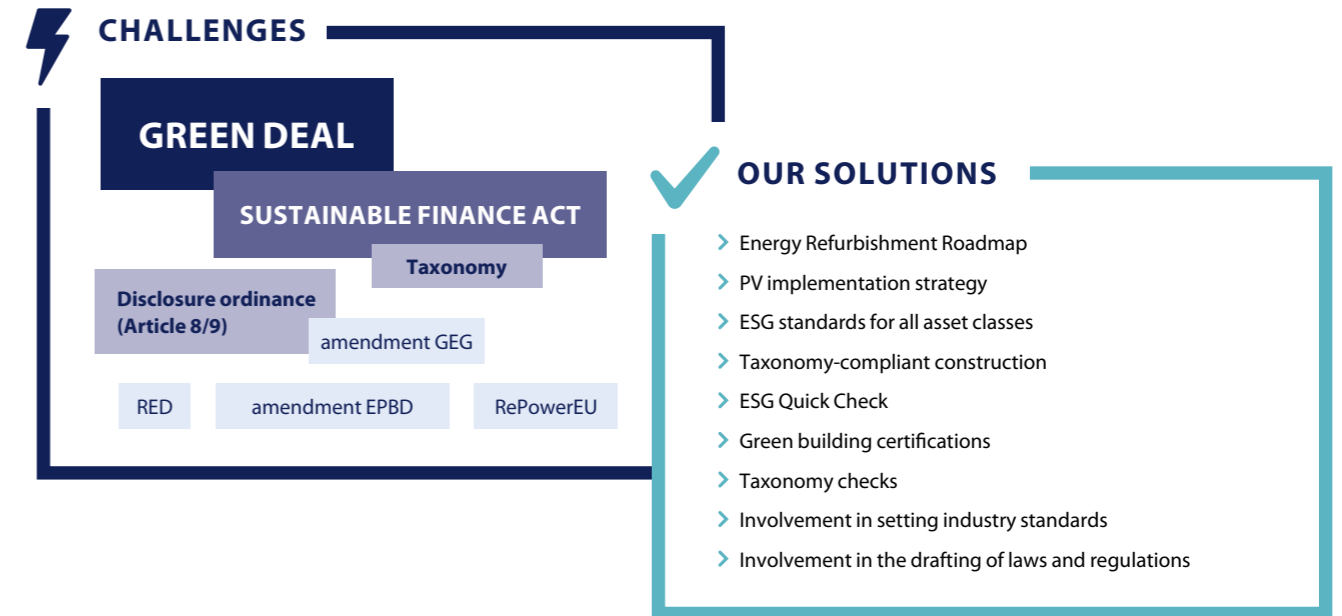 CHALLENGES
GREEN DEAL
SUSTAINABLE FINANCE ACT
Taxonomy
Disclosure ordinance
(Article 8/9)
amendment GEG
RED
amendment EPBD
RePowerEU
OUR SOLUTIONS
Energy Refurbishment Roadmap
PV implementation strategy
ESG standards for all asset classes
Taxonomy-compliant construction
ESG Quick Check
Green building certifications
Taxonomy checks
Involvement in setting industry standards
Involvement in the drafting of laws and regulations